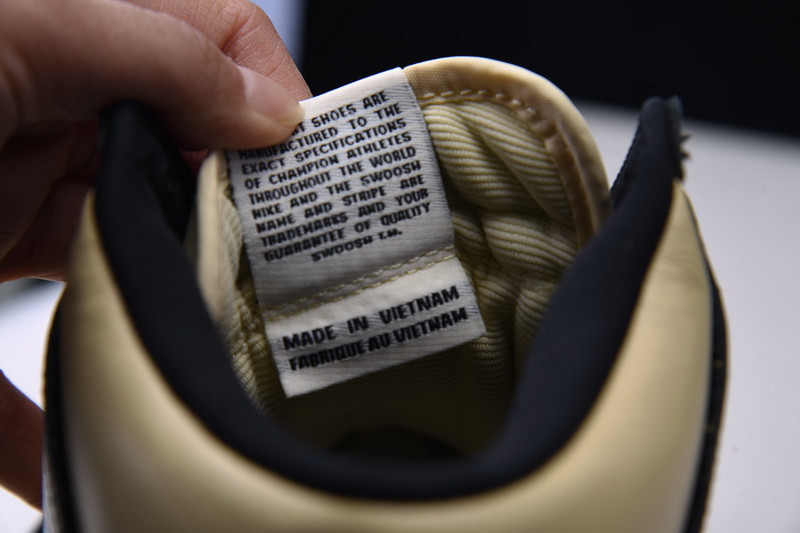 SHOES ARE
MANUFACTURED TO THE
EXACT SPECIFICATIONS
OF CHAMPION ATHLETES
THROUGHOUT THE WORLD
NIKE AND THE SWOOSH
NAME AND STRIPE ARE
TRADEMARKS AND YOUR
GUARANTEE OF QUALITY
SWOOSH T.M.
MADE IN VIETNAM
FABRIQUE AU VIETNAM